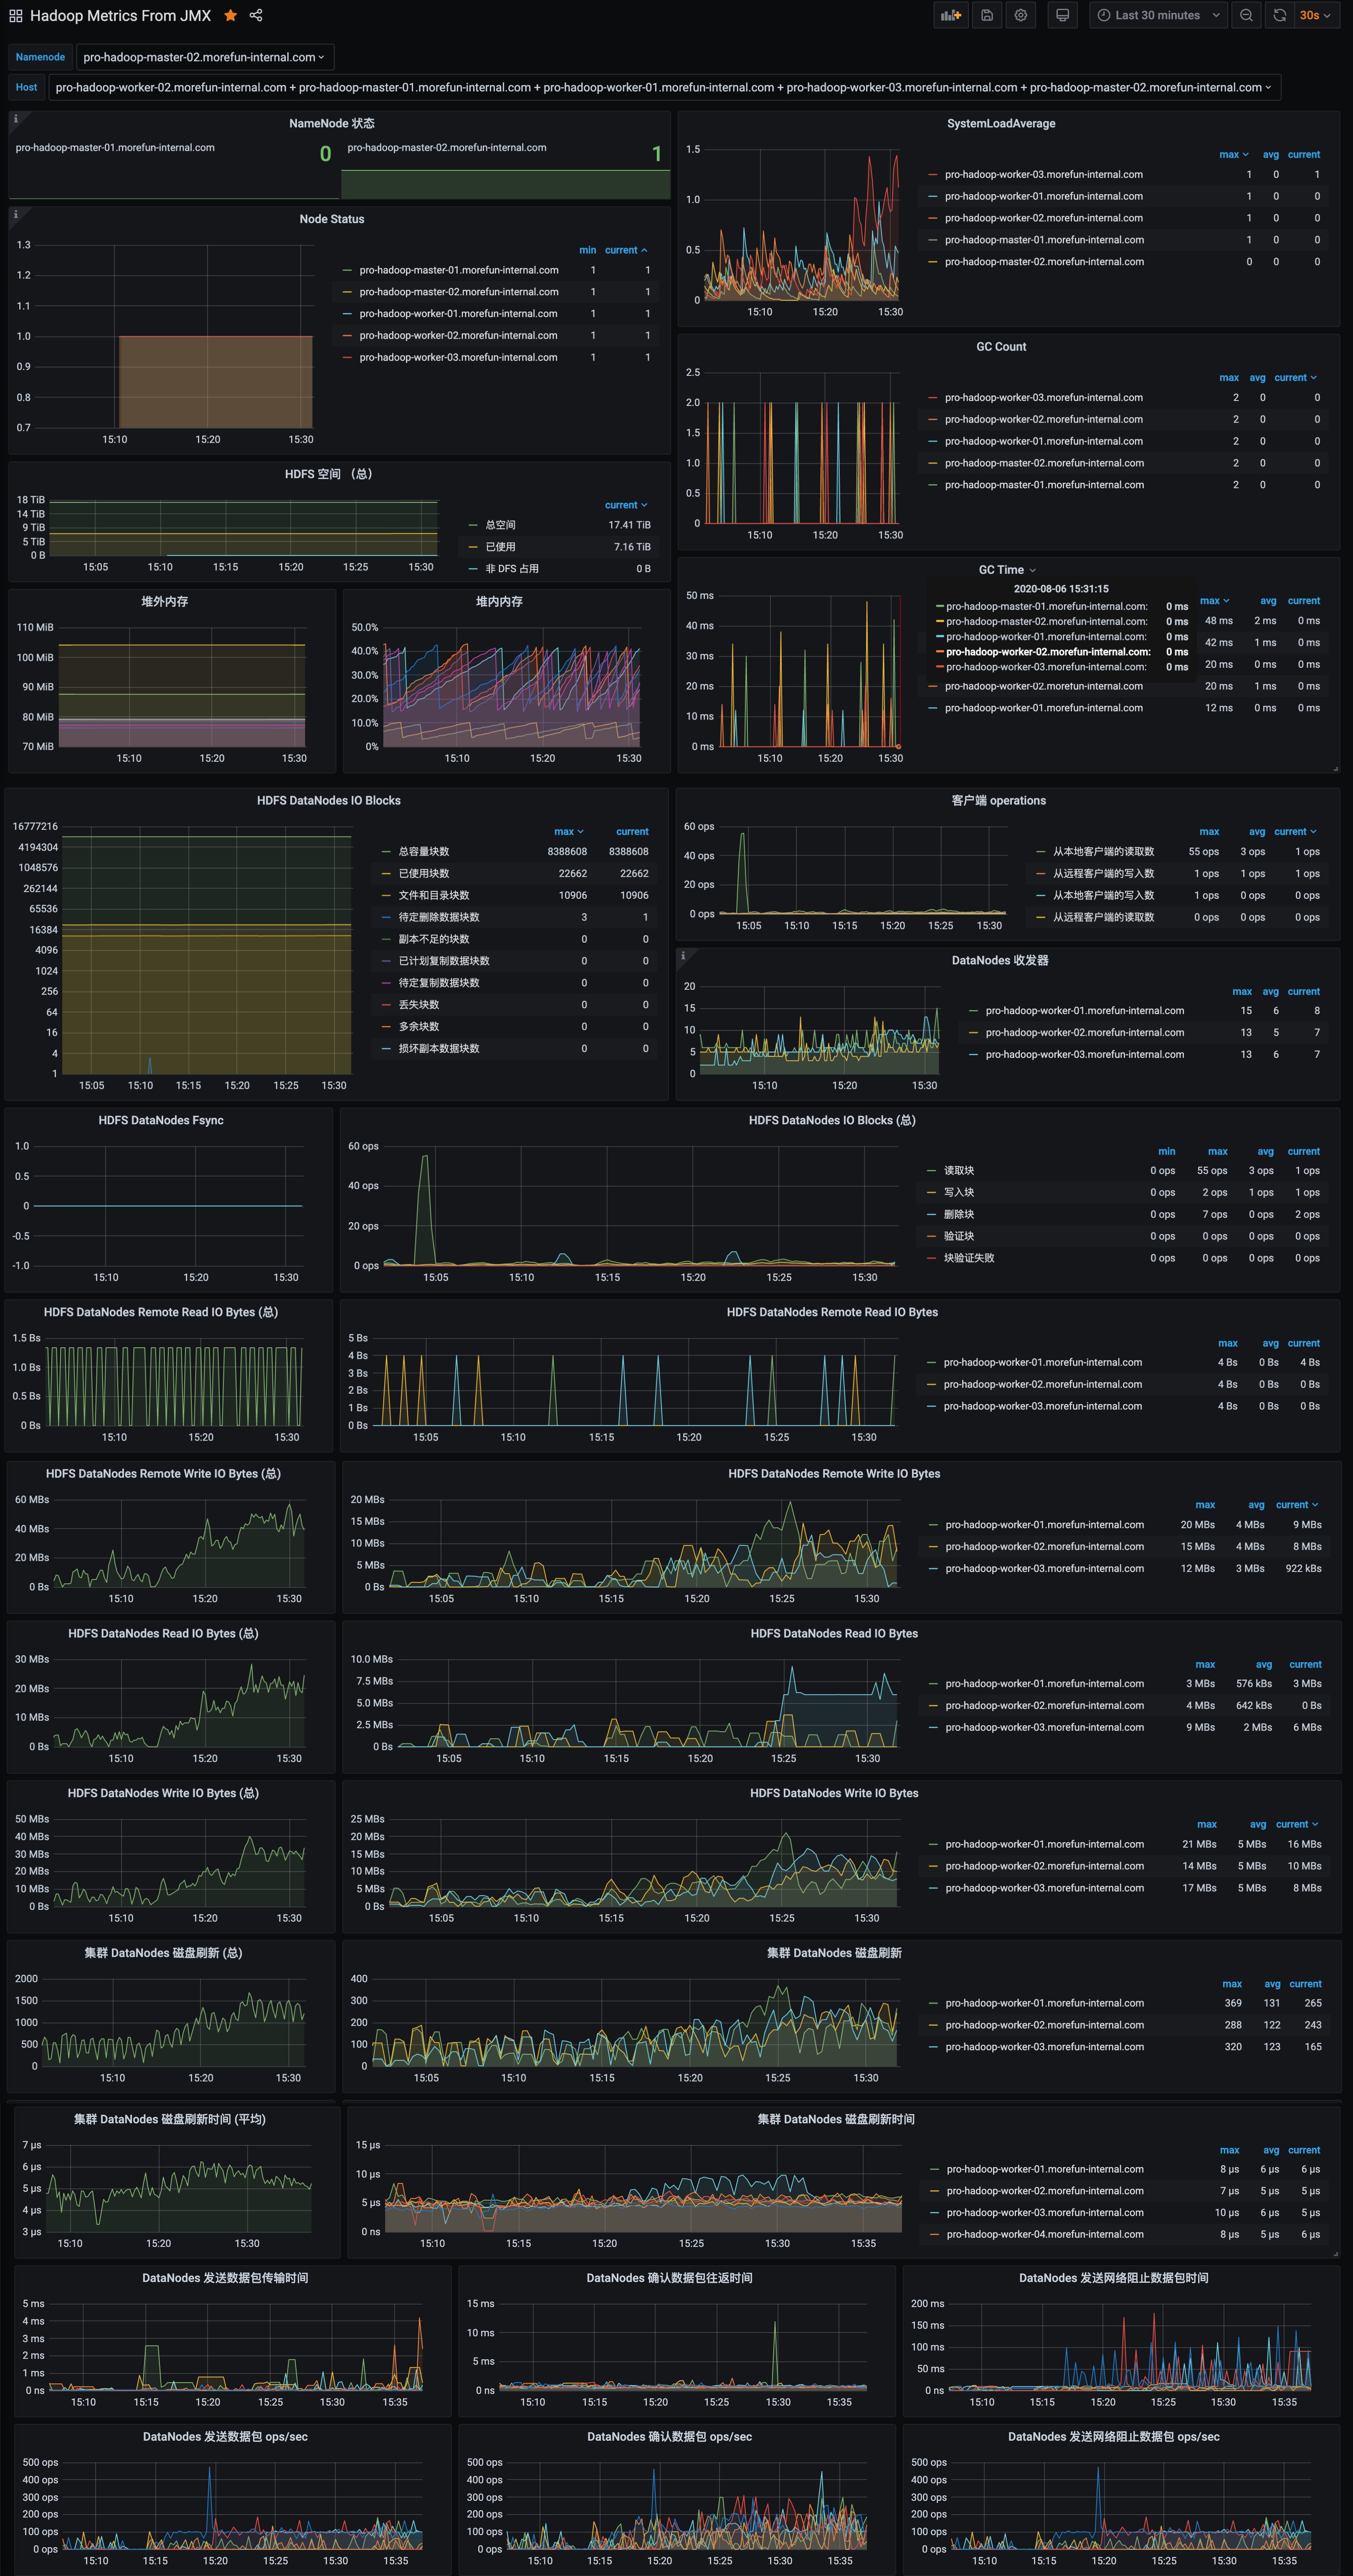 Hadoop Metrics From JMX
Last 30 minutes
30s
Namenode pro-hadoop-master-02.morefun-internal.com
Host pro-hadoop-worker-02.morefun-internal.com + pro-hadoop-master-01.morefun-internal.com + pro-hadoop-worker-01.morefun-internal.com + pro-hadoop-worker-03.morefun-internal.com + pro-hadoop-master-02.morefun-internal.com
NameNode 状态
pro-hadoop-master-01.morefun-internal.com 0
pro-hadoop-master-02.morefun-internal.com 1
SystemLoadAverage
1.5
1.0
0.5
0
15:10 15:20 15:30
max avg current
pro-hadoop-worker-03.morefun-internal.com 1 0 1
pro-hadoop-worker-01.morefun-internal.com 1 0 0
pro-hadoop-worker-02.morefun-internal.com 1 0 0
pro-hadoop-master-01.morefun-internal.com 1 0 0
pro-hadoop-master-02.morefun-internal.com 0 0 0
Node Status
1.3
1.2
1.1
1.0
0.9
0.8
0.7
15:10 15:20 15:30
min current
pro-hadoop-master-01.morefun-internal.com 1 1
pro-hadoop-master-02.morefun-internal.com 1 1
pro-hadoop-worker-01.morefun-internal.com 1 1
pro-hadoop-worker-02.morefun-internal.com 1 1
pro-hadoop-worker-03.morefun-internal.com 1 1
GC Count
2.5
2.0
1.5
1.0
0.5
0
15:10 15:20 15:30
max avg current
pro-hadoop-worker-03.morefun-internal.com 2 0 0
pro-hadoop-worker-02.morefun-internal.com 2 0 0
pro-hadoop-worker-01.morefun-internal.com 2 0 0
pro-hadoop-master-02.morefun-internal.com 2 0 0
pro-hadoop-master-01.morefun-internal.com 2 0 0
HDFS 空间 （总）
18 TiB
14 TiB
9 TiB
5 TiB
0 B
15:05 15:10 15:15 15:20 15:25 15:30
current
总空间 17.41 TiB
已使用 7.16 TiB
非 DFS 占用 0 B
GC Time
50 ms
40 ms
30 ms
20 ms
10 ms
0 ms
15:10 15:20 15:30
2020-08-06 15:31:15
pro-hadoop-master-01.morefun-internal.com: 0 ms
pro-hadoop-master-02.morefun-internal.com: 0 ms
pro-hadoop-worker-01.morefun-internal.com: 0 ms
pro-hadoop-worker-02.morefun-internal.com: 0 ms
pro-hadoop-worker-03.morefun-internal.com: 0 ms
max avg current
48 ms 2 ms 0 ms
42 ms 1 ms 0 ms
20 ms 0 ms 0 ms
pro-hadoop-worker-02.morefun-internal.com 20 ms 1 ms 0 ms
pro-hadoop-worker-01.morefun-internal.com 12 ms 0 ms 0 ms
堆外内存
110 MiB
100 MiB
90 MiB
80 MiB
70 MiB
15:10 15:20 15:30
堆内内存
50.0%
40.0%
30.0%
20.0%
10.0%
0%
15:10 15:20 15:30
HDFS DataNodes IO Blocks
16777216
4194304
1048576
262144
65536
16384
4096
1024
256
64
16
4
1
15:05 15:10 15:15 15:20 15:25 15:30
max current
总容量块数 8388608 8388608
已使用块数 22662 22662
文件和目录块数 10906 10906
待定删除数据块数 3 1
副本不足的块数 0 0
已计划复制数据块数 0 0
待定复制数据块数 0 0
丢失块数 0 0
多余块数 0 0
损坏副本数据块数 0 0
客户端 operations
60 ops
40 ops
20 ops
0 ops
15:05 15:10 15:15 15:20 15:25 15:30
max avg current
从本地客户端的读取数 55 ops 3 ops 1 ops
从远程客户端的写入数 1 ops 1 ops 1 ops
从本地客户端的写入数 1 ops 0 ops 0 ops
从远程客户端的读取数 0 ops 0 ops 0 ops
DataNodes 收发器
20
15
10
5
0
15:10 15:20 15:30
max avg current
pro-hadoop-worker-01.morefun-internal.com 15 6 8
pro-hadoop-worker-02.morefun-internal.com 13 5 7
pro-hadoop-worker-03.morefun-internal.com 13 6 7
HDFS DataNodes Fsync
1.0
0.5
0
-0.5
-1.0
15:10 15:20 15:30
HDFS DataNodes IO Blocks (总)
60 ops
40 ops
20 ops
0 ops
15:05 15:10 15:15 15:20 15:25 15:30
min max avg current
读取块 0 ops 55 ops 3 ops 1 ops
写入块 0 ops 2 ops 1 ops 1 ops
删除块 0 ops 7 ops 0 ops 2 ops
验证块 0 ops 0 ops 0 ops 0 ops
块验证失败 0 ops 0 ops 0 ops 0 ops
HDFS DataNodes Remote Read IO Bytes (总)
1.5 Bs
1.0 Bs
0.5 Bs
0 Bs
15:10 15:20 15:30
HDFS DataNodes Remote Read IO Bytes
5 Bs
4 Bs
3 Bs
2 Bs
1 Bs
0 Bs
15:05 15:10 15:15 15:20 15:25 15:30
max avg current
pro-hadoop-worker-01.morefun-internal.com 4 Bs 0 Bs 4 Bs
pro-hadoop-worker-02.morefun-internal.com 4 Bs 0 Bs 0 Bs
pro-hadoop-worker-03.morefun-internal.com 4 Bs 0 Bs 0 Bs
HDFS DataNodes Remote Write IO Bytes (总)
60 MBs
40 MBs
20 MBs
0 Bs
15:10 15:20 15:30
HDFS DataNodes Remote Write IO Bytes
20 MBs
15 MBs
10 MBs
5 MBs
0 Bs
15:05 15:10 15:15 15:20 15:25 15:30
max avg current
pro-hadoop-worker-01.morefun-internal.com 20 MBs 4 MBs 9 MBs
pro-hadoop-worker-02.morefun-internal.com 15 MBs 4 MBs 8 MBs
pro-hadoop-worker-03.morefun-internal.com 12 MBs 3 MBs 922 kBs
HDFS DataNodes Read IO Bytes (总)
30 MBs
20 MBs
10 MBs
0 Bs
15:10 15:20 15:30
HDFS DataNodes Read IO Bytes
10.0 MBs
7.5 MBs
5.0 MBs
2.5 MBs
0 Bs
15:05 15:10 15:15 15:20 15:25 15:30
max avg current
pro-hadoop-worker-01.morefun-internal.com 3 MBs 576 kBs 3 MBs
pro-hadoop-worker-02.morefun-internal.com 4 MBs 642 kBs 0 Bs
pro-hadoop-worker-03.morefun-internal.com 9 MBs 2 MBs 6 MBs
HDFS DataNodes Write IO Bytes (总)
50 MBs
40 MBs
30 MBs
20 MBs
10 MBs
0 Bs
15:10 15:20 15:30
HDFS DataNodes Write IO Bytes
25 MBs
20 MBs
15 MBs
10 MBs
5 MBs
0 Bs
15:05 15:10 15:15 15:20 15:25 15:30
max avg current
pro-hadoop-worker-01.morefun-internal.com 21 MBs 5 MBs 16 MBs
pro-hadoop-worker-02.morefun-internal.com 14 MBs 5 MBs 10 MBs
pro-hadoop-worker-03.morefun-internal.com 17 MBs 5 MBs 8 MBs
集群 DataNodes 磁盘刷新 (总)
2000
1500
1000
500
0
15:10 15:20 15:30
集群 DataNodes 磁盘刷新
400
300
200
100
0
15:05 15:10 15:15 15:20 15:25 15:30
max avg current
pro-hadoop-worker-01.morefun-internal.com 369 131 265
pro-hadoop-worker-02.morefun-internal.com 288 122 243
pro-hadoop-worker-03.morefun-internal.com 320 123 165
集群 DataNodes 磁盘刷新时间 (平均)
7 µs
6 µs
5 µs
4 µs
3 µs
15:10 15:20 15:30
集群 DataNodes 磁盘刷新时间
15 µs
10 µs
5 µs
0 ns
15:10 15:15 15:20 15:25 15:30 15:35
max avg current
pro-hadoop-worker-01.morefun-internal.com 8 µs 6 µs 6 µs
pro-hadoop-worker-02.morefun-internal.com 7 µs 5 µs 5 µs
pro-hadoop-worker-03.morefun-internal.com 10 µs 6 µs 5 µs
pro-hadoop-worker-04.morefun-internal.com 8 µs 5 µs 6 µs
DataNodes 发送数据包传输时间
5 ms
4 ms
3 ms
2 ms
1 ms
0 ns
15:10 15:15 15:20 15:25 15:30 15:35
DataNodes 确认数据包往返时间
15 ms
10 ms
5 ms
0 ns
15:10 15:15 15:20 15:25 15:30 15:35
DataNodes 发送网络阻止数据包时间
200 ms
150 ms
100 ms
50 ms
0 ns
15:10 15:15 15:20 15:25 15:30 15:35
DataNodes 发送数据包 ops/sec
500 ops
400 ops
300 ops
200 ops
100 ops
0 ops
15:10 15:15 15:20 15:25 15:30 15:35
DataNodes 确认数据包 ops/sec
500 ops
400 ops
300 ops
200 ops
100 ops
0 ops
15:10 15:15 15:20 15:25 15:30 15:35
DataNodes 发送网络阻止数据包 ops/sec
500 ops
400 ops
300 ops
200 ops
100 ops
0 ops
15:10 15:15 15:20 15:25 15:30 15:35